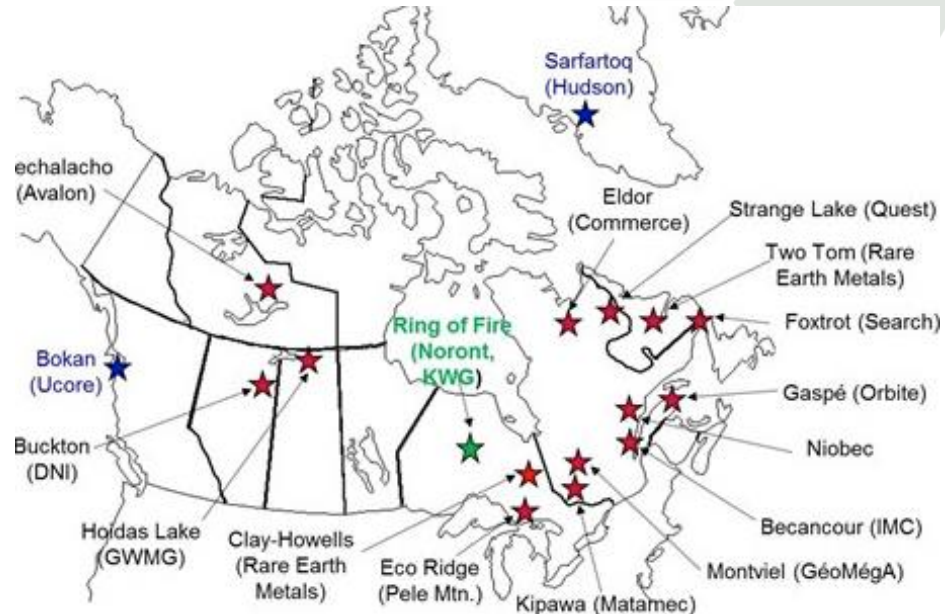 Sarfartoq
(Hudson)
echalacho
(Avalon)
Eldor
(Commerce)
Strange Lake (Quest)
Two Tom (Rare
Earth Metals)
Ring of Fire
(Noront,
KWG)
Foxtrot (Search)
Bokan
(Ucore)
Gaspé (Orbite)
Buckton
(DNI)
Niobec
Hoidas Lake
(GWMG)
Clay-Howells
(Rare Earth
Metals)
Eco Ridge
(Pele Mtn.)
Becancour (IMC)
Montviel (GéoMégA)
Kipawa (Matamec)